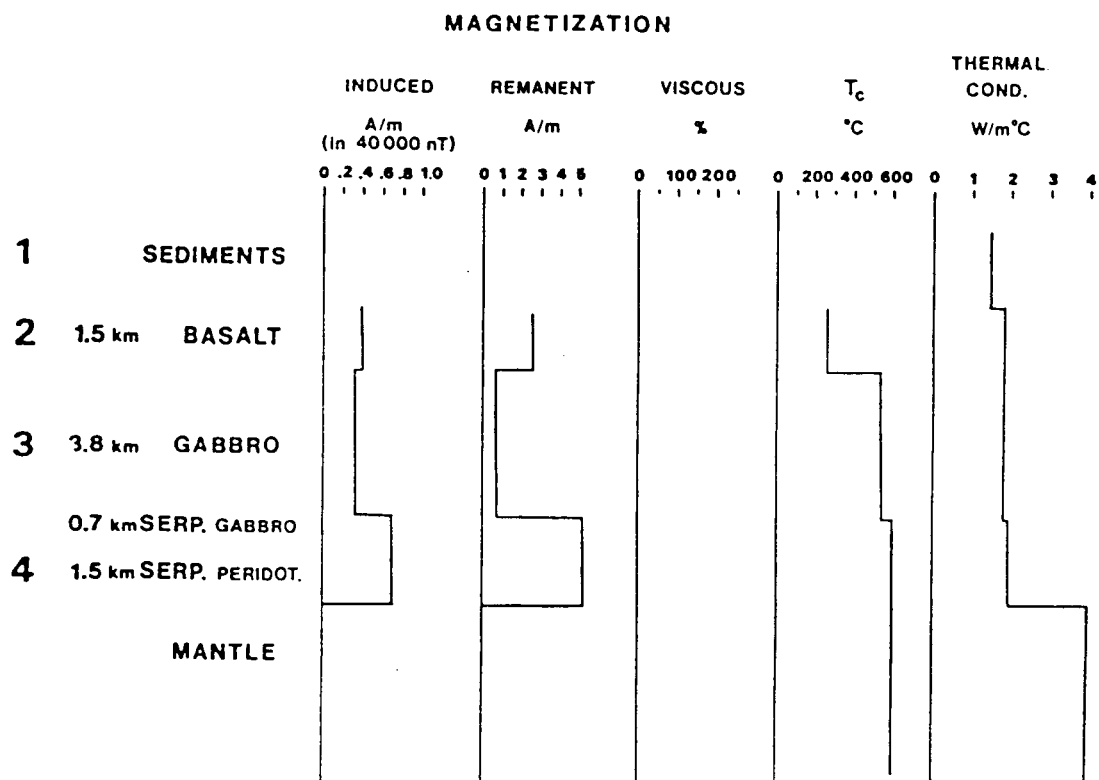 MAGNETIZATION
INDUCED REMANENT VISCOUS Tc THERMAL COND.
A/m A/m % °C W/m°C
(in 40 000 nT)
0 .2 .4 .6 .8 1.0 0 1 2 3 4 5 0 100 200 0 200 400 600 0 1 2 3 4
1 SEDIMENTS
2 1.5 km BASALT
3 3.8 km GABBRO
0.7 km SERP. GABBRO
4 1.5 km SERP. PERIDOT.
MANTLE